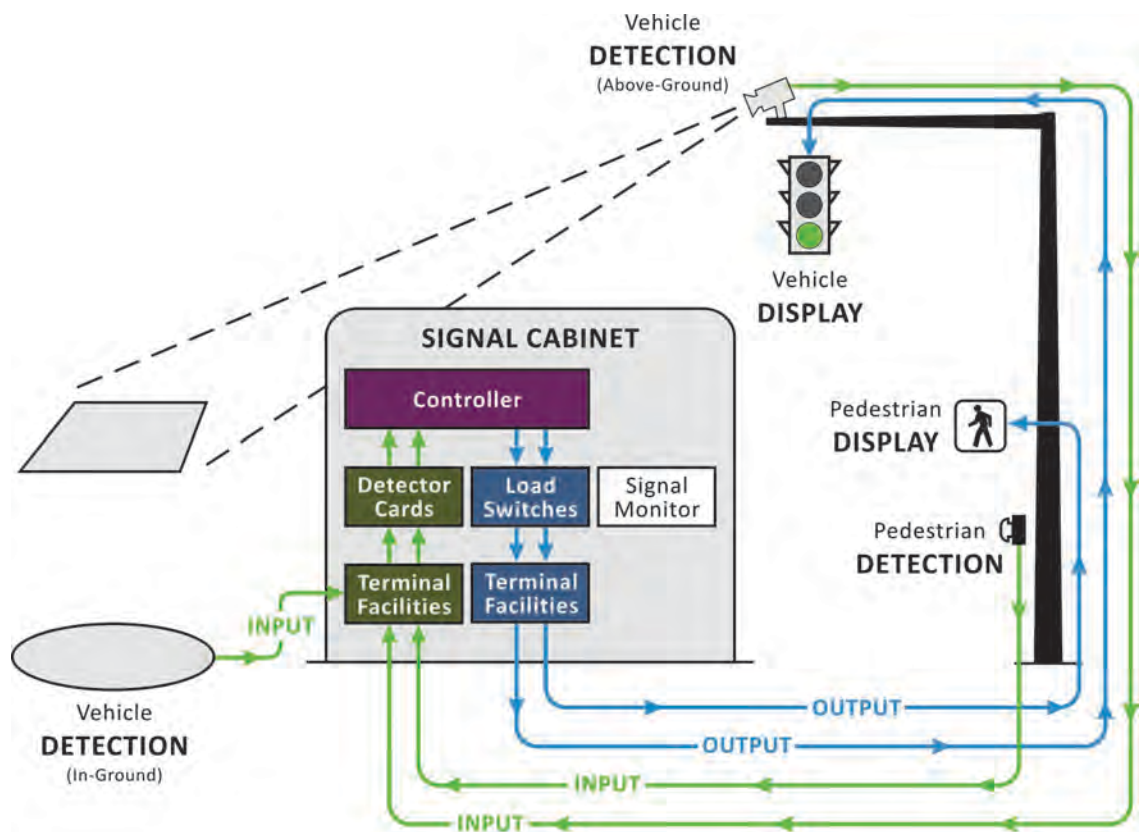 Vehicle
DETECTION
(Above-Ground)
Vehicle
DISPLAY
SIGNAL CABINET
Controller
Detector
Cards
Load
Switches
Signal
Monitor
Terminal
Facilities
Terminal
Facilities
Pedestrian
DISPLAY
Pedestrian
DETECTION
INPUT
Vehicle
DETECTION
(In-Ground)
OUTPUT
OUTPUT
INPUT
INPUT